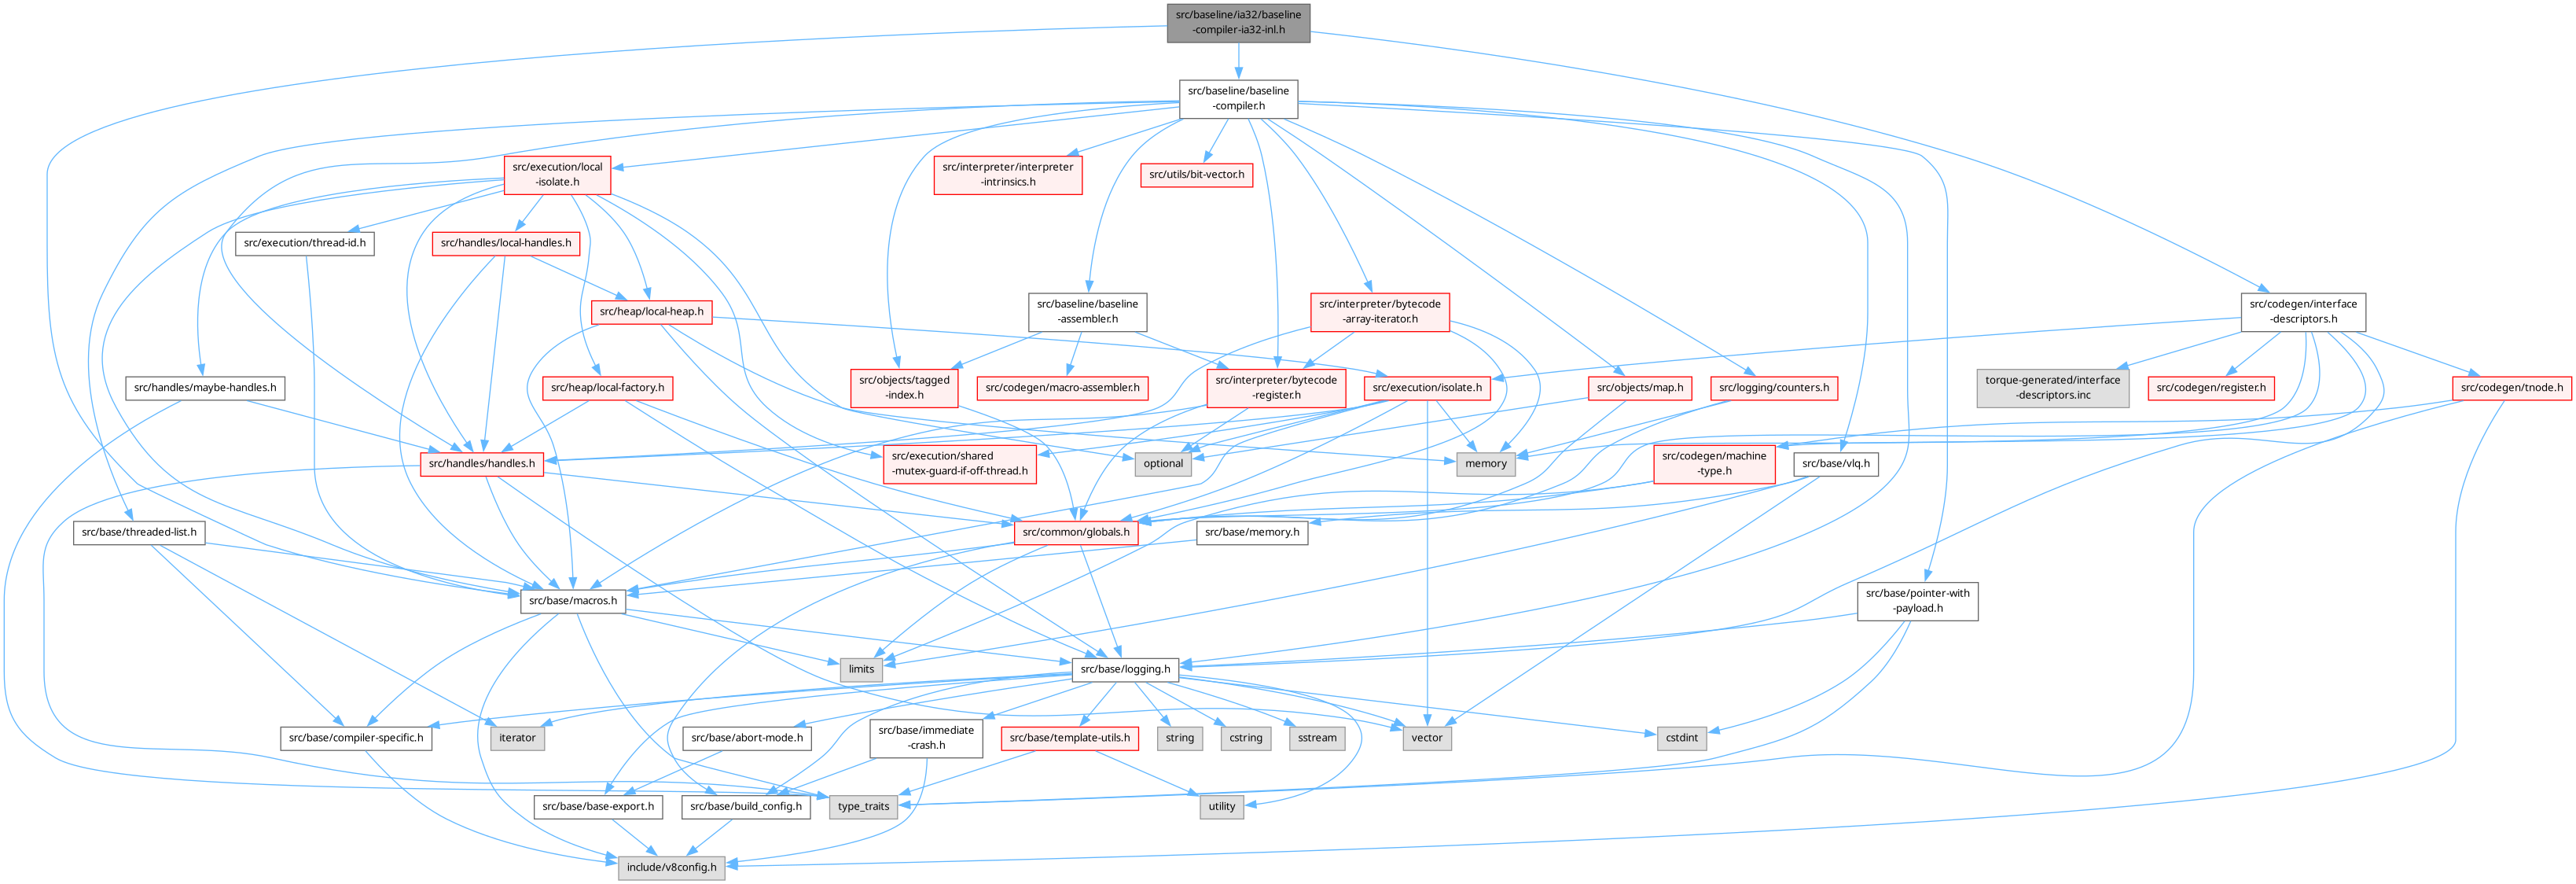 src/baseline/ia32/baseline
-compiler-ia32-inl.h
src/baseline/baseline
-compiler.h
src/execution/local
-isolate.h
src/interpreter/interpreter
-intrinsics.h
src/utils/bit-vector.h
src/execution/thread-id.h
src/handles/local-handles.h
src/heap/local-heap.h
src/baseline/baseline
-assembler.h
src/interpreter/bytecode
-array-iterator.h
src/codegen/interface
-descriptors.h
src/handles/maybe-handles.h
src/heap/local-factory.h
src/objects/tagged
-index.h
src/codegen/macro-assembler.h
src/interpreter/bytecode
-register.h
src/execution/isolate.h
src/objects/map.h
src/logging/counters.h
torque-generated/interface
-descriptors.inc
src/codegen/register.h
src/codegen/tnode.h
src/handles/handles.h
src/execution/shared
-mutex-guard-if-off-thread.h
optional
memory
src/codegen/machine
-type.h
src/base/vlq.h
src/base/threaded-list.h
src/common/globals.h
src/base/memory.h
src/base/macros.h
src/base/pointer-with
-payload.h
limits
src/base/logging.h
src/base/compiler-specific.h
iterator
src/base/abort-mode.h
src/base/immediate
-crash.h
src/base/template-utils.h
string
cstring
sstream
vector
cstdint
src/base/base-export.h
src/base/build_config.h
type_traits
utility
include/v8config.h